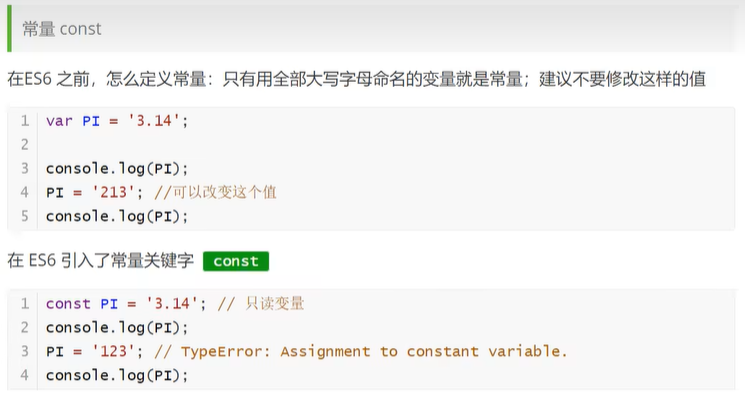 常量 const
在ES6 之前，怎么定义常量：只有用全部大写字母命名的变量就是常量；建议不要修改这样的值
1 var PI = '3.14';
2
3 console.log(PI);
4 PI = '213'; //可以改变这个值
5 console.log(PI);
在 ES6 引入了常量关键字 const
1 const PI = '3.14'; // 只读变量
2 console.log(PI);
3 PI = '123'; // TypeError: Assignment to constant variable.
4 console.log(PI);